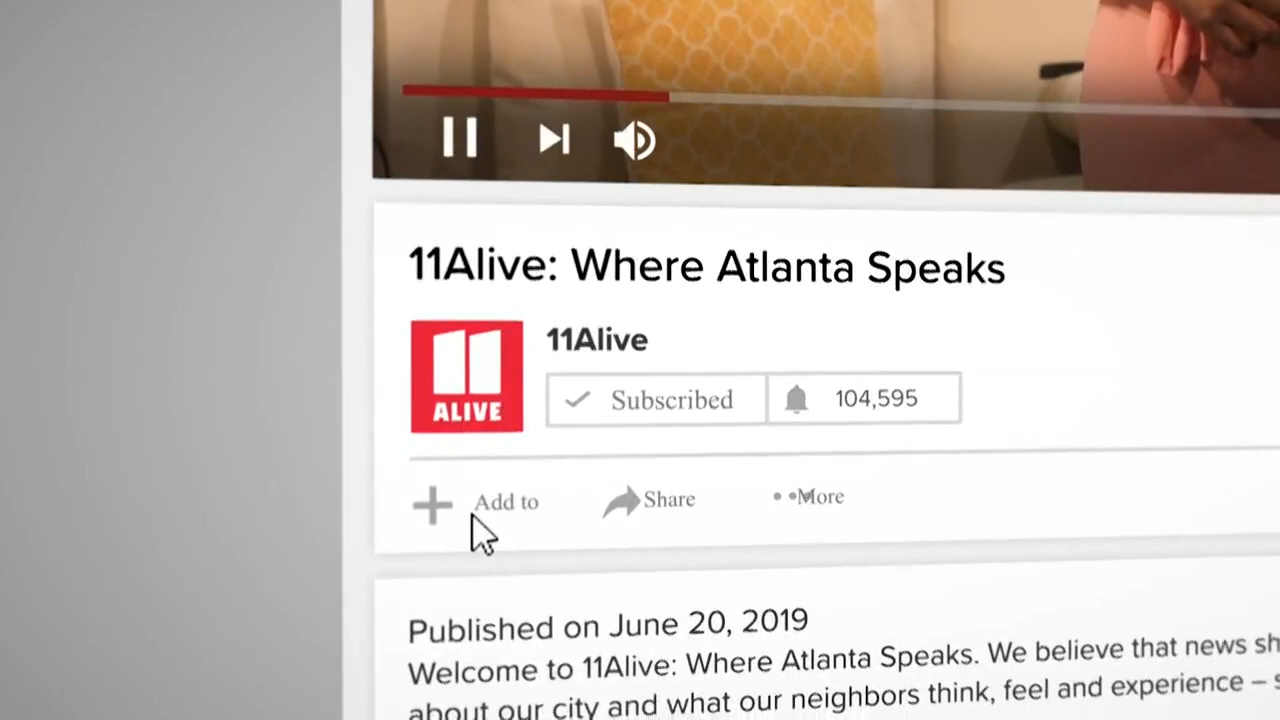 11Alive: Where Atlanta Speaks
11
ALIVE
11Alive
Subscribed
104,595
Add to
Share
More
Published on June 20, 2019
Welcome to 11Alive: Where Atlanta Speaks. We believe that news sh
about our city and what our neighbors think, feel and experience – s